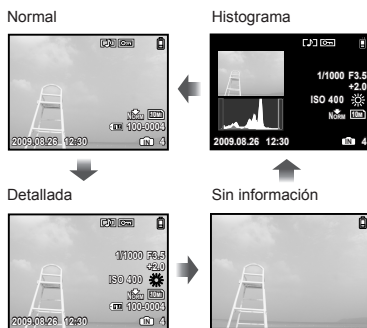 Normal
NORM 10M
100-0004
2009.08.26 12:30 IN 4
Histograma
1/1000 F3.5
+2.0
ISO 400
NORM 10M
2009.08.26 12:30 IN 4
Detallada
1/1000 F3.5
+2.0
ISO 400
NORM 10M
100-0004
2009.08.26 12:30 IN 4
Sin información